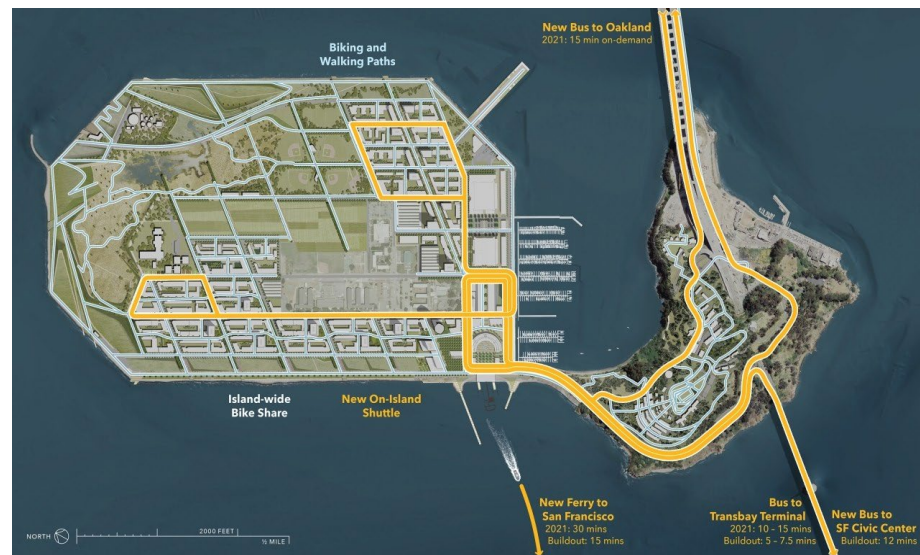 New Bus to Oakland
2021: 15 min on-demand
Biking and
Walking Paths
Island-wide
Bike Share
New On-Island
Shuttle
New Ferry to
San Francisco
2021: 30 mins
Buildout: 15 mins
Bus to
Transbay Terminal
2021: 10 - 15 mins
Buildout: 5 – 7.5 mins
New Bus to
SF Civic Center
Buildout: 12 mins
NORTH
2000 FEET
½ MILE